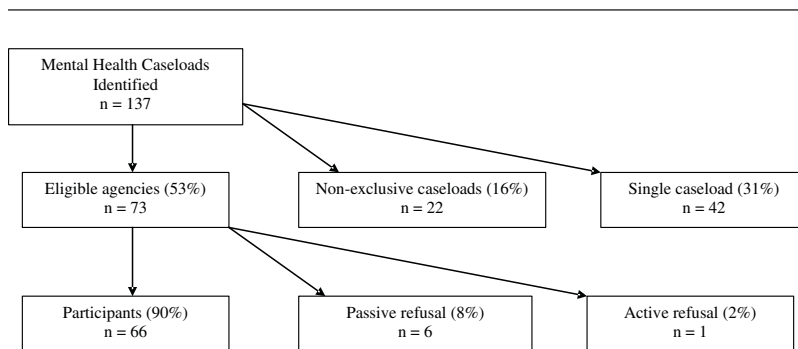 Mental Health Caseloads
Identified
n = 137
Eligible agencies (53%)
n = 73
Non-exclusive caseloads (16%)
n = 22
Single caseload (31%)
n = 42
Participants (90%)
n = 66
Passive refusal (8%)
n = 6
Active refusal (2%)
n = 1